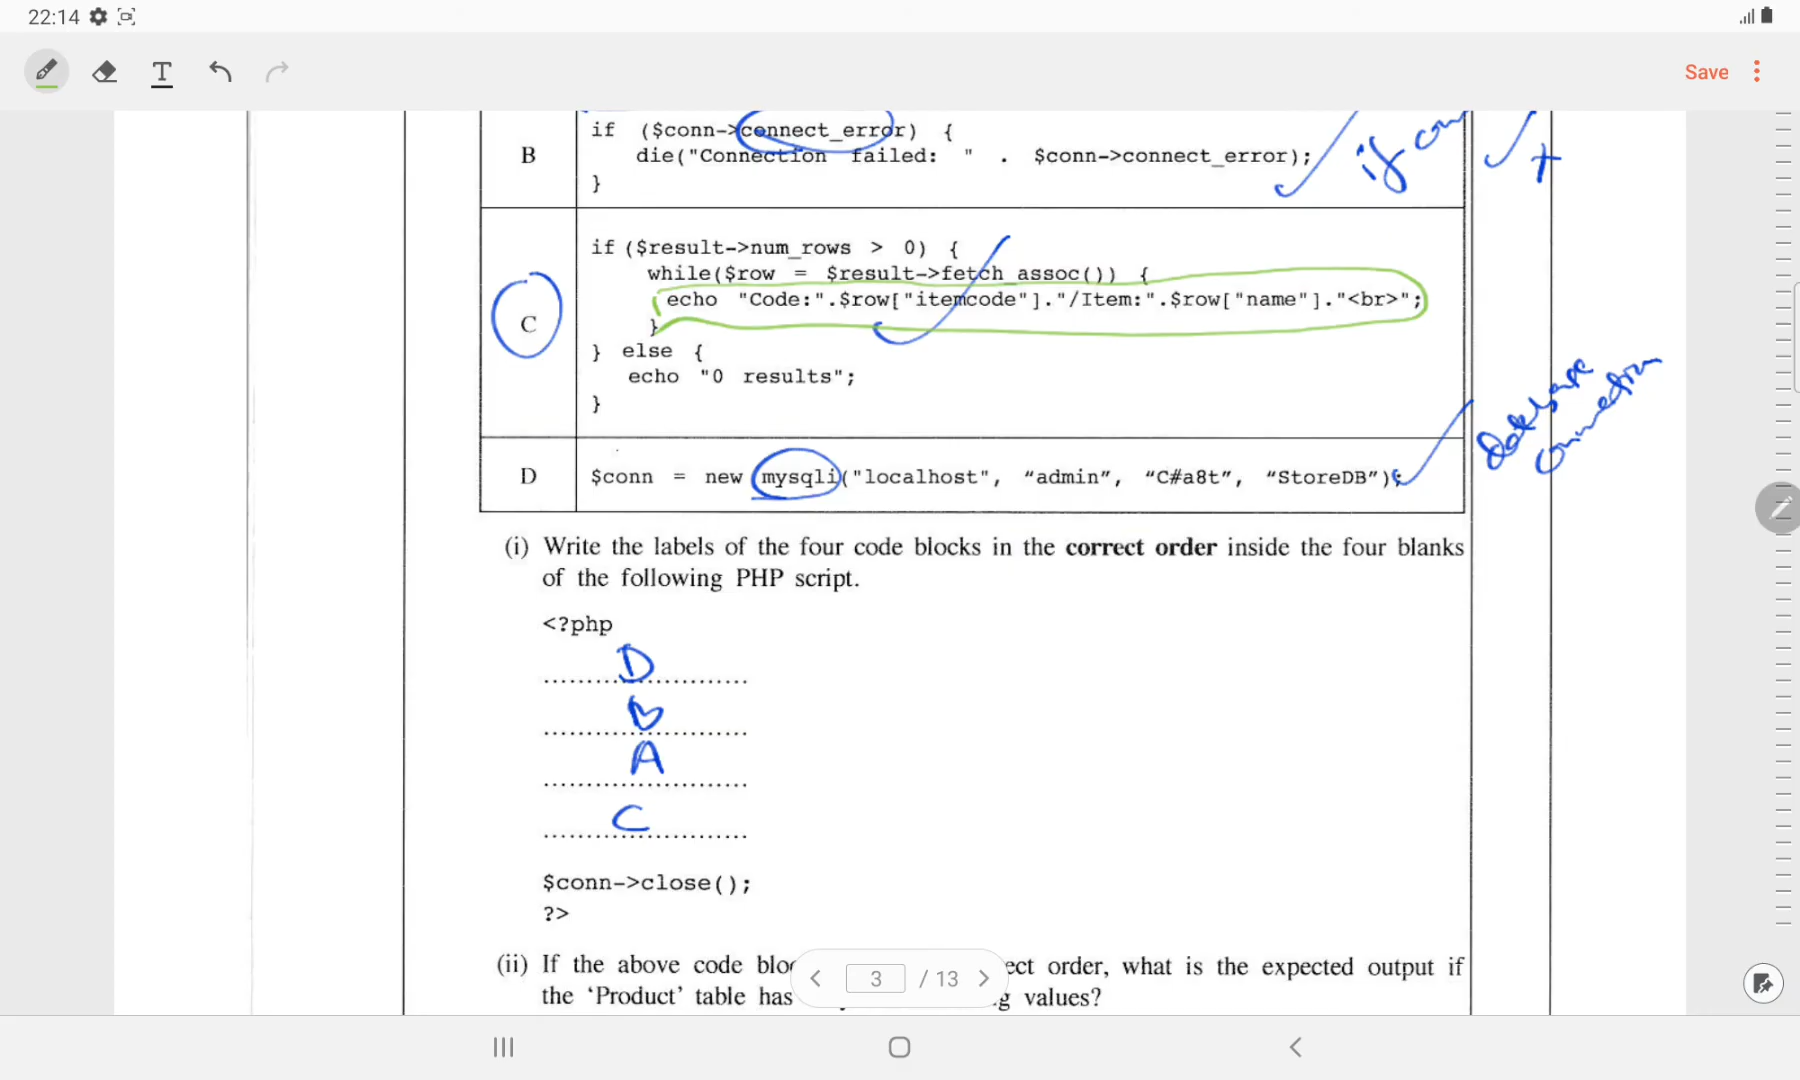 22:14
Save
if ($conn->connect_error) {
B
die("Connection failed: " . $conn->connect_error);
}
if con
+
if ($result->num_rows > 0) {
while($row = $result->fetch_assoc()) {
echo "Code:".$row["itemcode"]."/Item:".$row["name"]."<br>";
C
}
} else {
echo "0 results";
}
Database
connection
D
$conn = new mysqli("localhost", “admin”, “C#a8t”, “StoreDB”);
(i) Write the labels of the four code blocks in the correct order inside the four blanks
of the following PHP script.
<?php
D
B
A
C
$conn->close();
?>
(ii) If the above code blo ect order, what is the expected output if
3 / 13
the ‘Product’ table has g values?